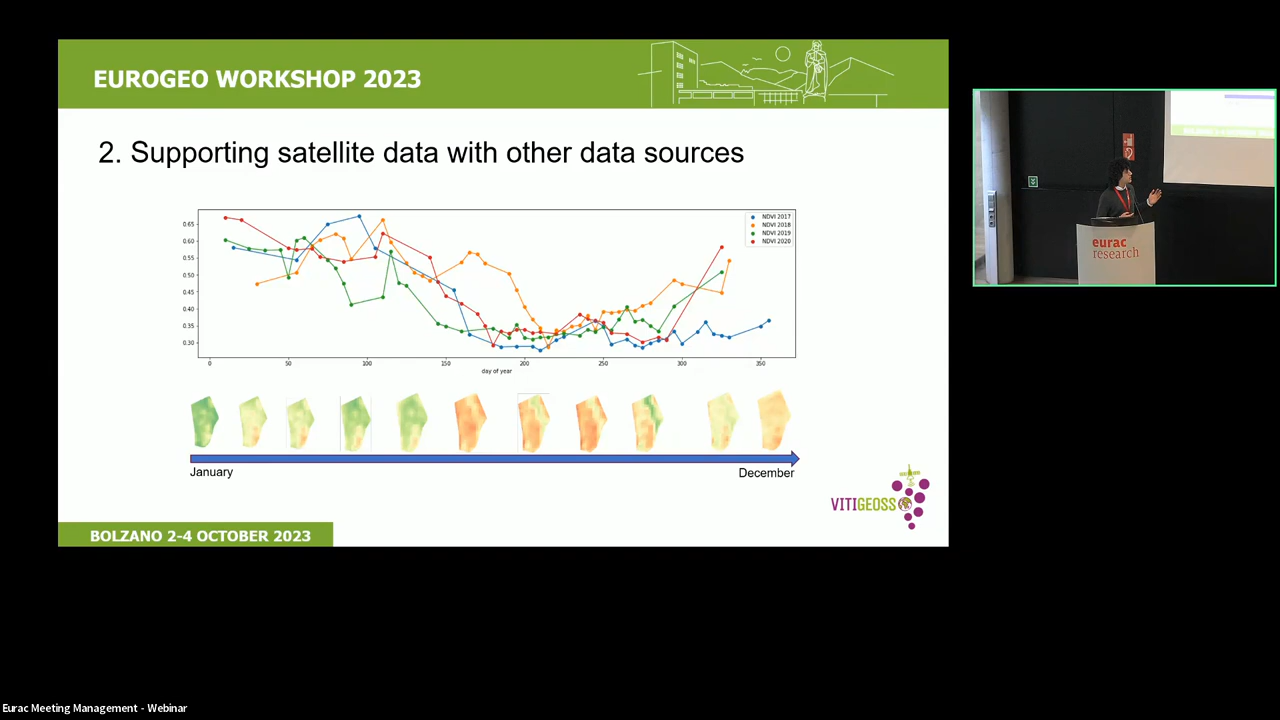 EUROGEO WORKSHOP 2023
2. Supporting satellite data with other data sources
NDVI 2017
NDVI 2018
NDVI 2019
NDVI 2020
0.65
0.60
0.55
0.50
0.45
0.40
0.35
0.30
0 50 100 150 200 250 300 350
day of year
January
December
VITIGEOSS
BOLZANO 2-4 OCTOBER 2023
eurac
research
Eurac Meeting Management - Webinar